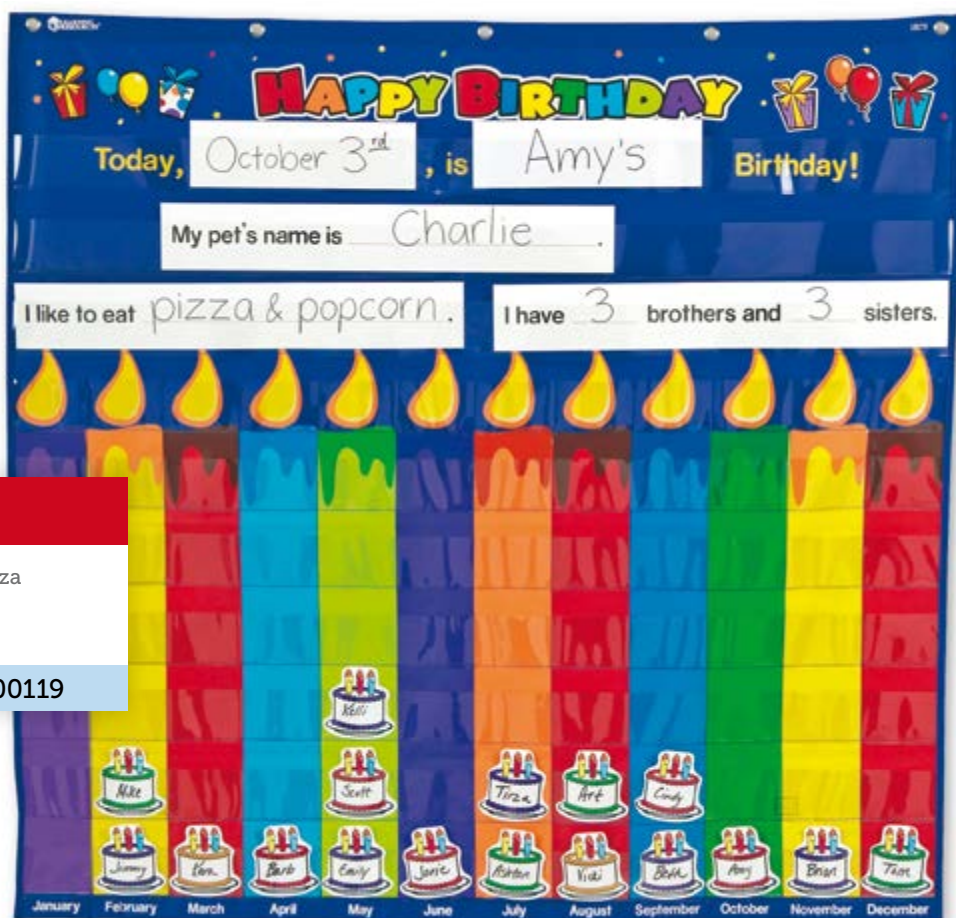 HAPPY BIRTHDAY
Today, October 3rd, is Amy's Birthday!
My pet's name is Charlie.
I like to eat pizza & popcorn.
I have 3 brothers and 3 sisters.
za
00119
Kelli
Mike
Scott
Tirza
Art
Cindy
Jimmy
Kara
Barb
Emily
Janie
Ashton
Vicki
Beth
Amy
Brian
Tam
January February March April May June July August September October November December